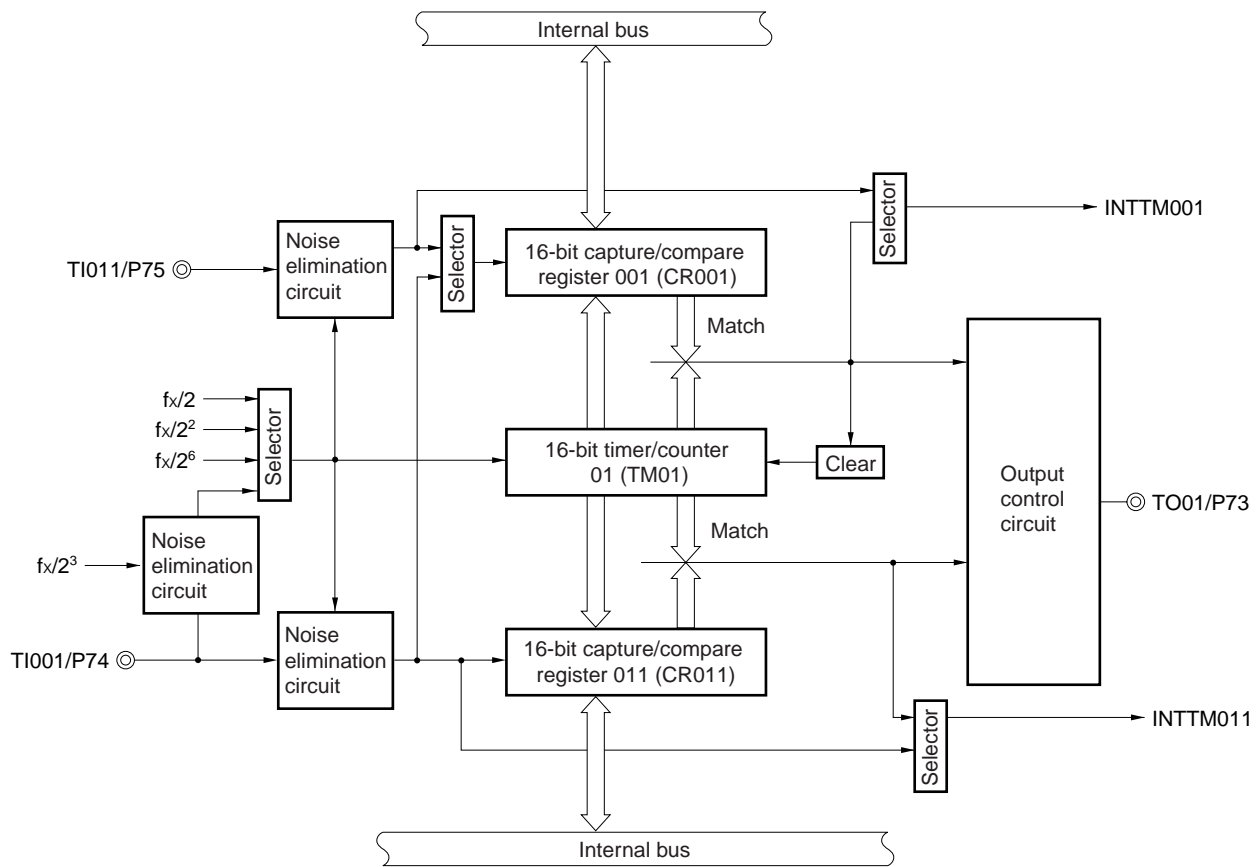 Internal bus
Selector
INTTM001
Noise
elimination
circuit
Selector
16-bit capture/compare
register 001 (CR001)
TI011/P75
Match
fX/2
fX/2²
fX/2⁶
Selector
16-bit timer/counter
01 (TM01)
Clear
Output
control
circuit
TO01/P73
Noise
elimination
circuit
fX/2³
Match
TI001/P74
Noise
elimination
circuit
16-bit capture/compare
register 011 (CR011)
Selector
INTTM011
Internal bus